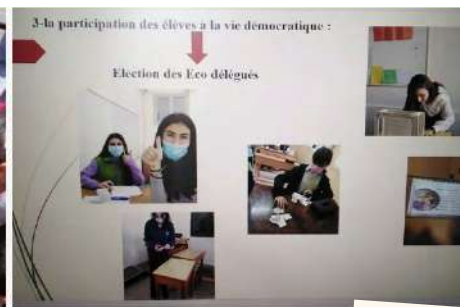 3-la participation des élèves à la vie démocratique :
Election des Eco délégués